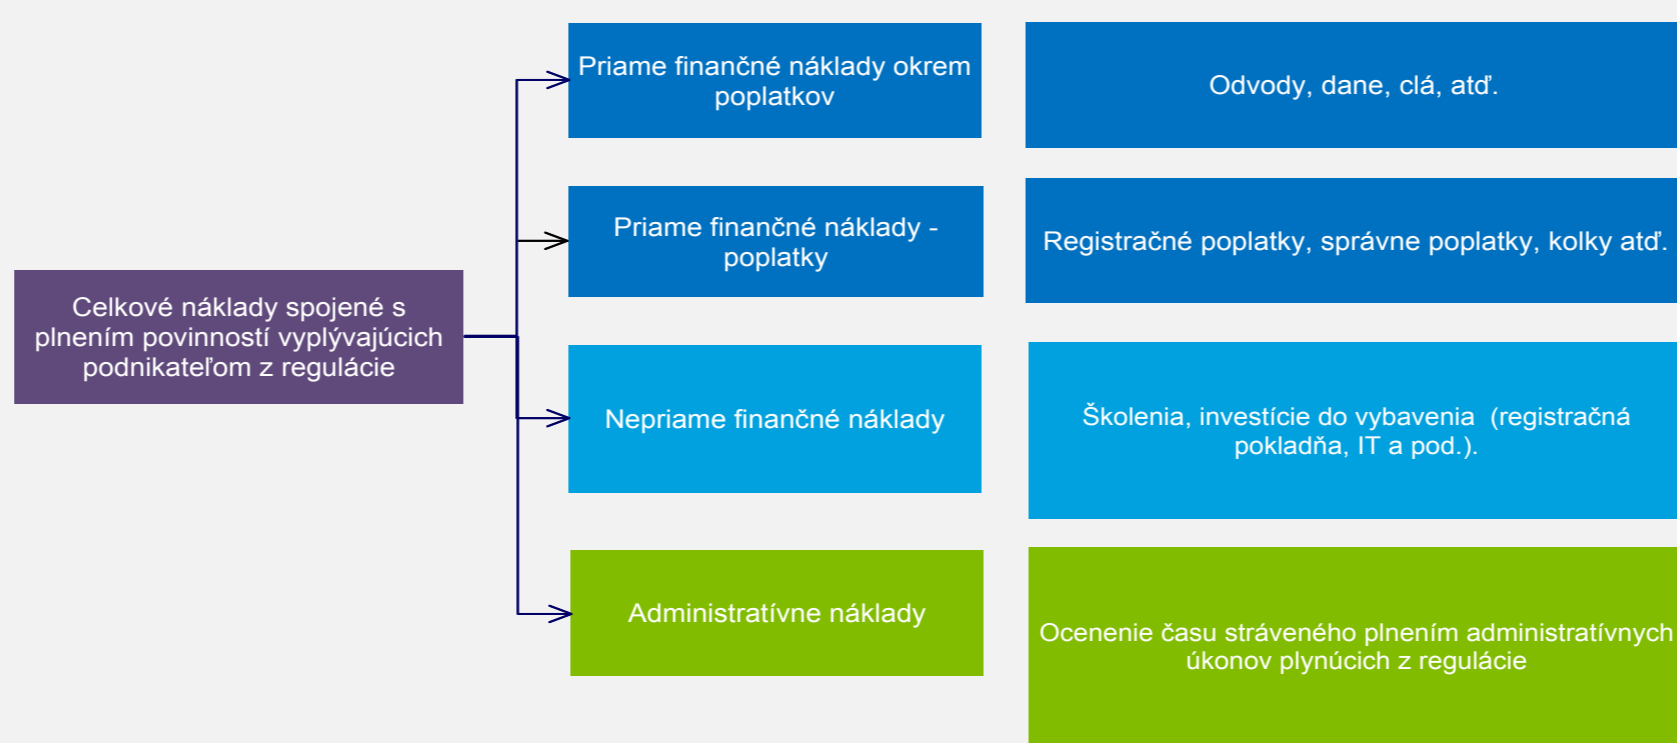 Priame finančné náklady okrem
poplatkov
Odvody, dane, clá, atď.
Priame finančné náklady -
poplatky
Registračné poplatky, správne poplatky, kolky atď.
Celkové náklady spojené s
plnením povinností vyplývajúcich
podnikateľom z regulácie
Nepriame finančné náklady
Školenia, investície do vybavenia  (registračná
pokladňa, IT a pod.).
Administratívne náklady
Ocenenie času stráveného plnením administratívnych
úkonov plynúcich z regulácie